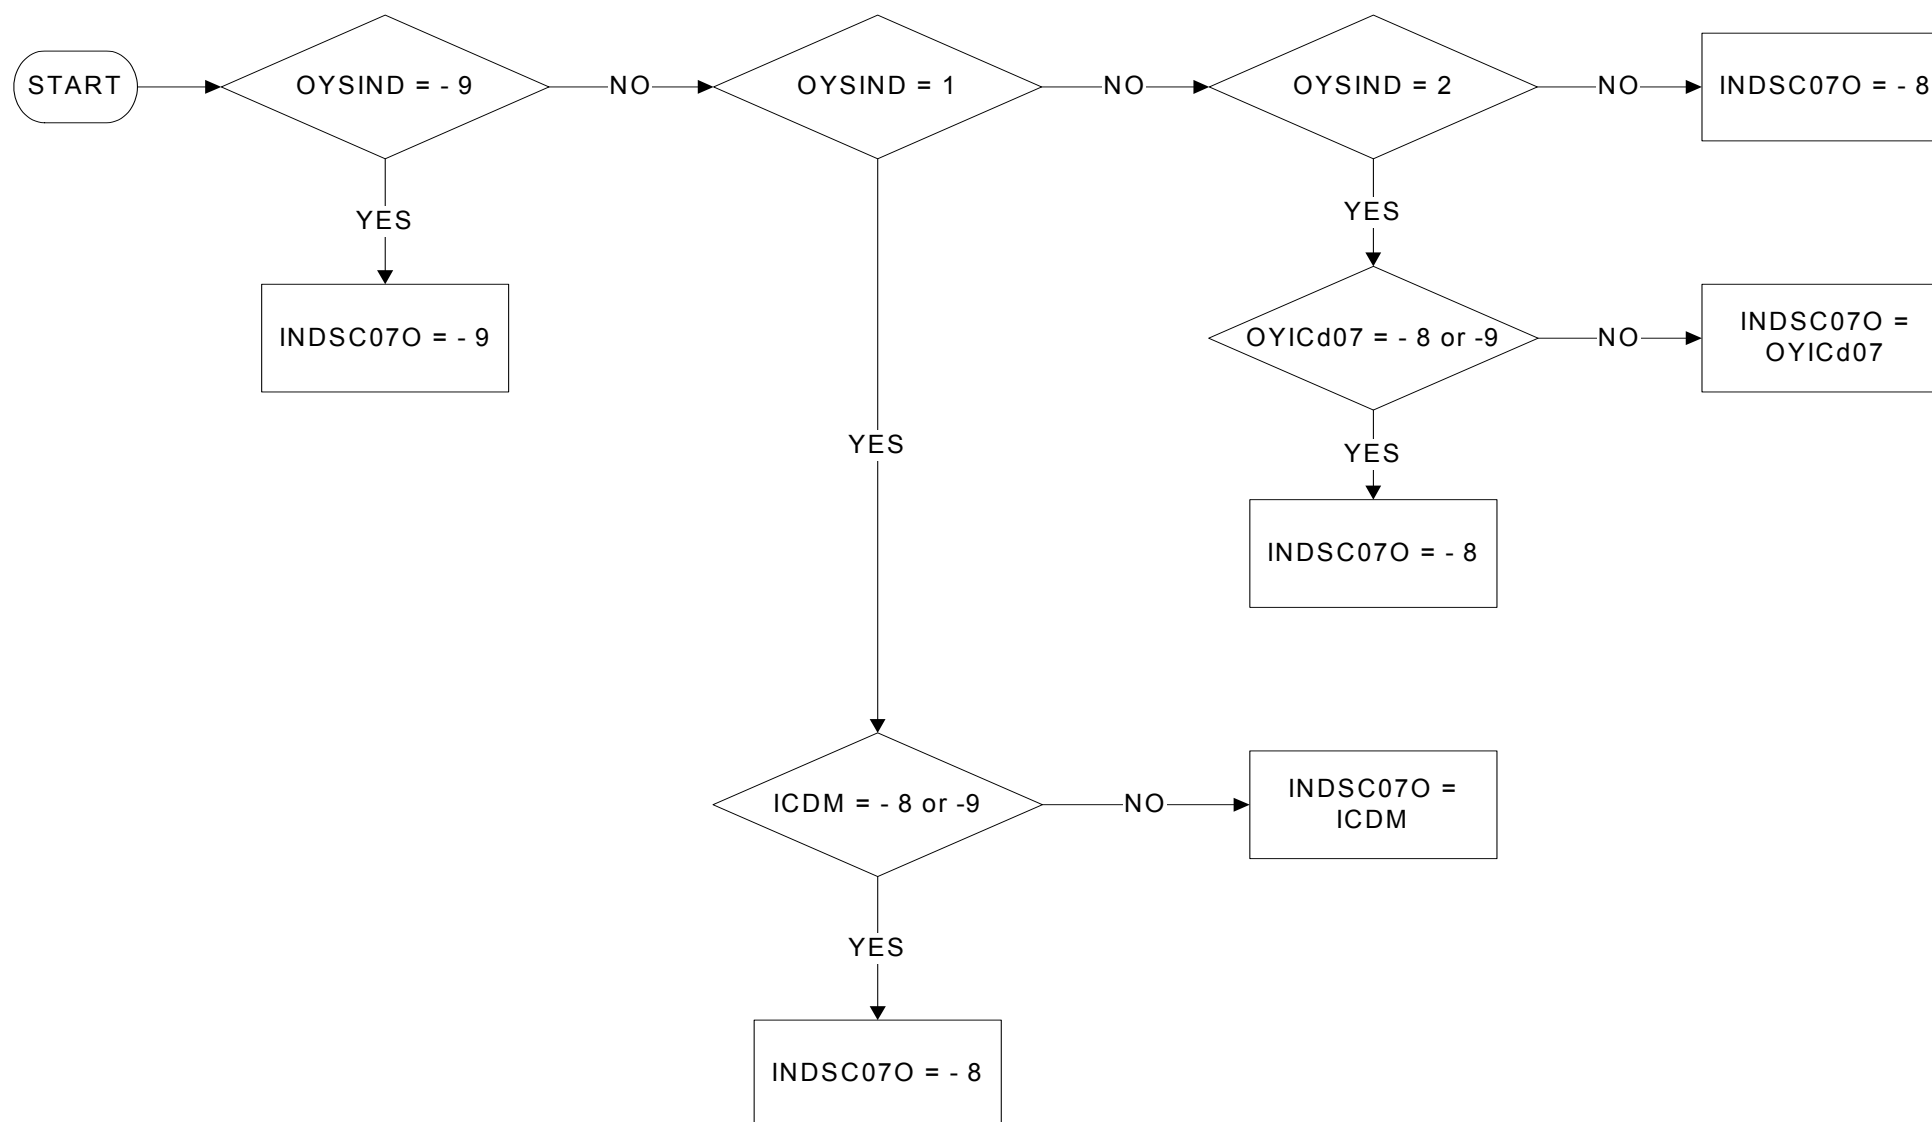 START
OYSIND = - 9
NO
OYSIND = 1
NO
OYSIND = 2
NO
INDSC07O = - 8
YES
YES
INDSC07O = - 9
OYICd07 = - 8 or -9
NO
INDSC07O =
OYICd07
YES
YES
INDSC07O = - 8
ICDM = - 8 or -9
NO
INDSC07O =
ICDM
YES
INDSC07O = - 8